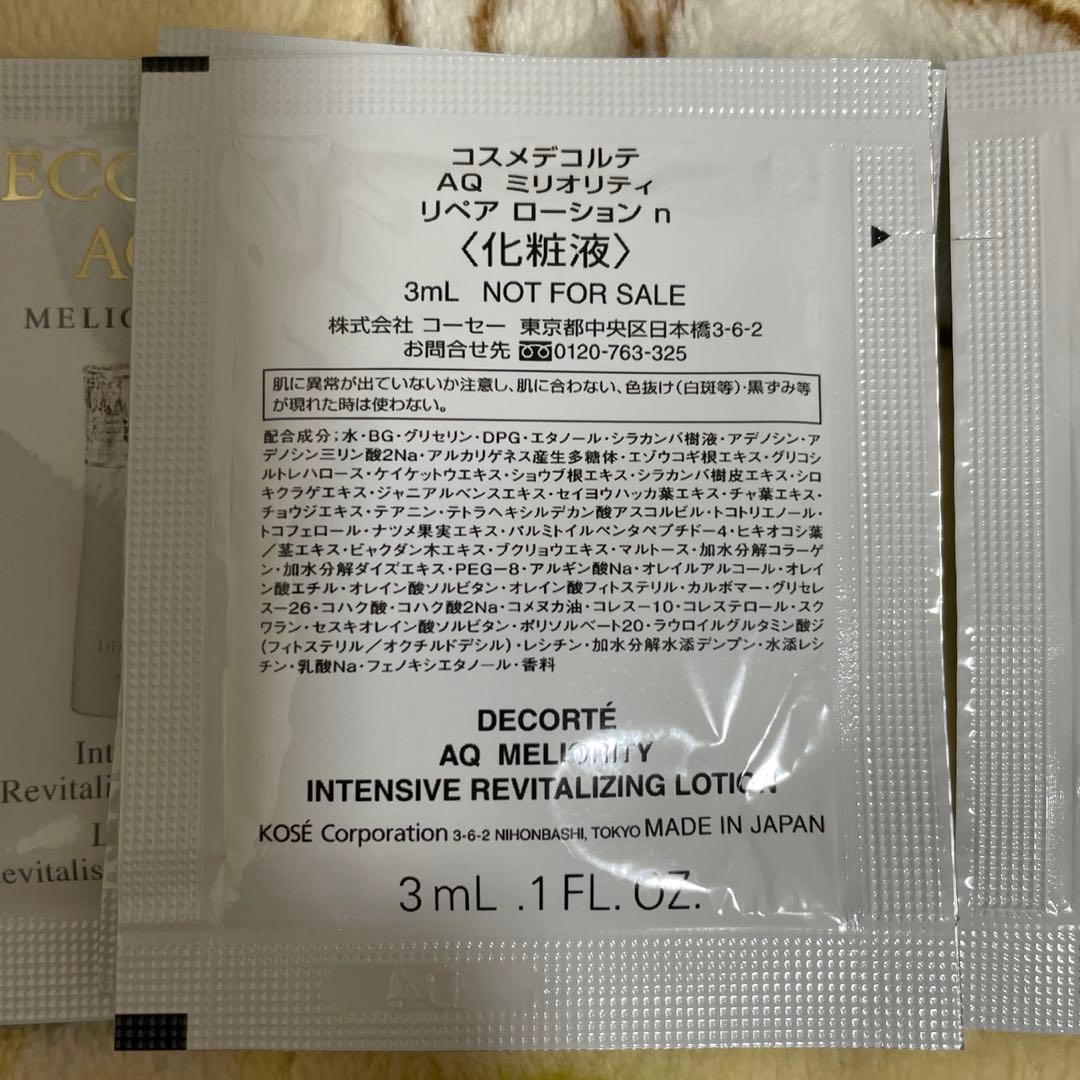 コスメデコルテ
AQ ミリオリティ
リペア ローション n
〈化粧液〉
3mL NOT FOR SALE
株式会社 コーセー 東京都中央区日本橋3-6-2
お問合せ先 0120-763-325
肌に異常が出ていないか注意し、肌に合わない、色抜け(白斑等)・黒ずみ等
が現れた時は使わない。
配合成分;水・BG・グリセリン・DPG・エタノール・シラカンバ樹液・アデノシン・ア
デノシン三リン酸2Na・アルカリゲネス産生多糖体・エゾウコギ根エキス・グリコシ
ルトレハロース・ケイケットウエキス・ショウブ根エキス・シラカンバ樹皮エキス・シロ
キクラゲエキス・ジャニアルベンスエキス・セイヨウハッカ葉エキス・チャ葉エキス・
チョウジエキス・テアニン・テトラヘキシルデカン酸アスコルビル・トコトリエノール・
トコフェロール・ナツメ果実エキス・パルミトイルペンタペプチドー4・ヒキオコシ葉
/茎エキス・ビャクダン木エキス・ブクリョウエキス・マルトース・加水分解コラーゲ
ン・加水分解ダイズエキス・PEGー8・アルギン酸Na・オレイルアルコール・オレイ
ン酸エチル・オレイン酸ソルビタン・オレイン酸フィトステリル・カルボマー・グリセレ
スー26・コハク酸・コハク酸2Na・コメヌカ油・コレスー10・コレステロール・スク
ワラン・セスキオレイン酸ソルビタン・ポリソルベート20・ラウロイルグルタミン酸ジ
(フィトステリル/オクチルドデシル)・レシチン・加水分解水添デンプン・水添レシ
チン・乳酸Na・フェノキシエタノール・香料
DECORTÉ
AQ MELIORITY
INTENSIVE REVITALIZING LOTION
KOSÉ Corporation 3-6-2 NIHONBASHI, TOKYO MADE IN JAPAN
3 mL .1 FL. OZ.
ECO
AQ
MELIO
Int
Revitali
L
evitalis